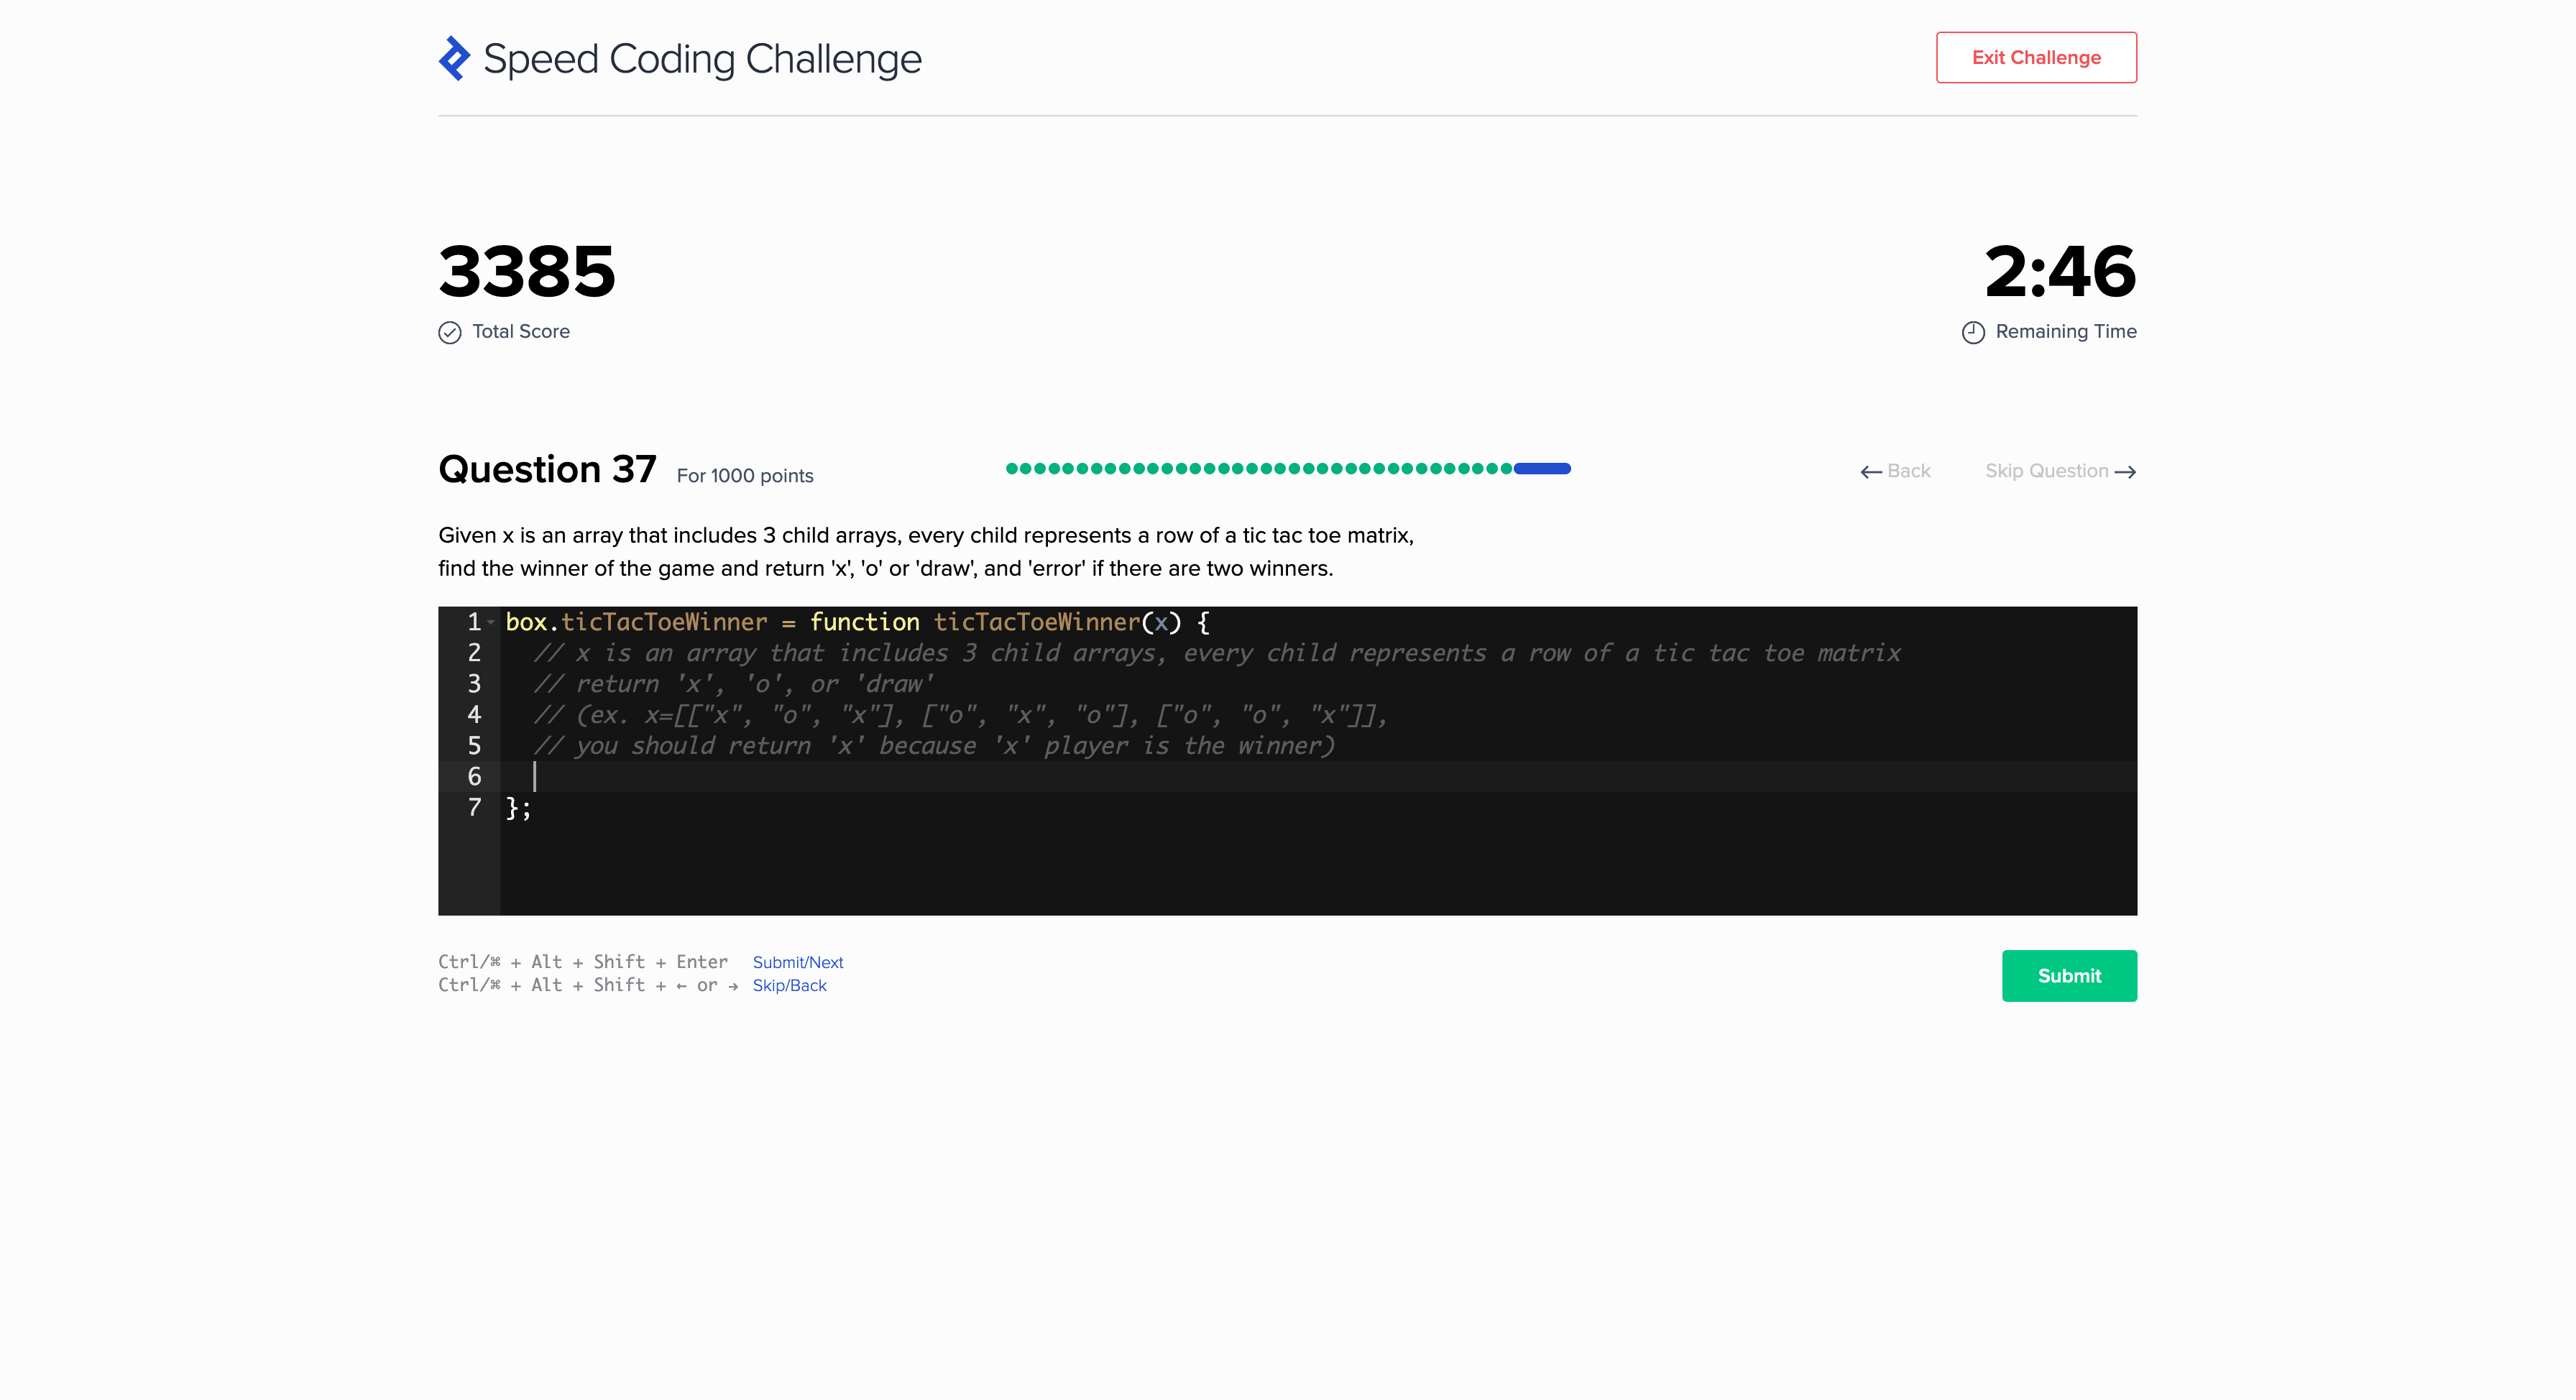 Speed Coding Challenge
Exit Challenge
3385
2:46
Total Score
Remaining Time
Question 37 For 1000 points
← Back
Skip Question →
Given x is an array that includes 3 child arrays, every child represents a row of a tic tac toe matrix,
find the winner of the game and return 'x', 'o' or 'draw', and 'error' if there are two winners.
1 box.ticTacToeWinner = function ticTacToeWinner(x) {
2 // x is an array that includes 3 child arrays, every child represents a row of a tic tac toe matrix
3 // return 'x', 'o', or 'draw'
4 // (ex. x=[["x", "o", "x"], ["o", "x", "o"], ["o", "o", "x"]],
5 // you should return 'x' because 'x' player is the winner)
6
7 };
Ctrl/⌘ + Alt + Shift + Enter Submit/Next
Ctrl/⌘ + Alt + Shift + ← or → Skip/Back
Submit